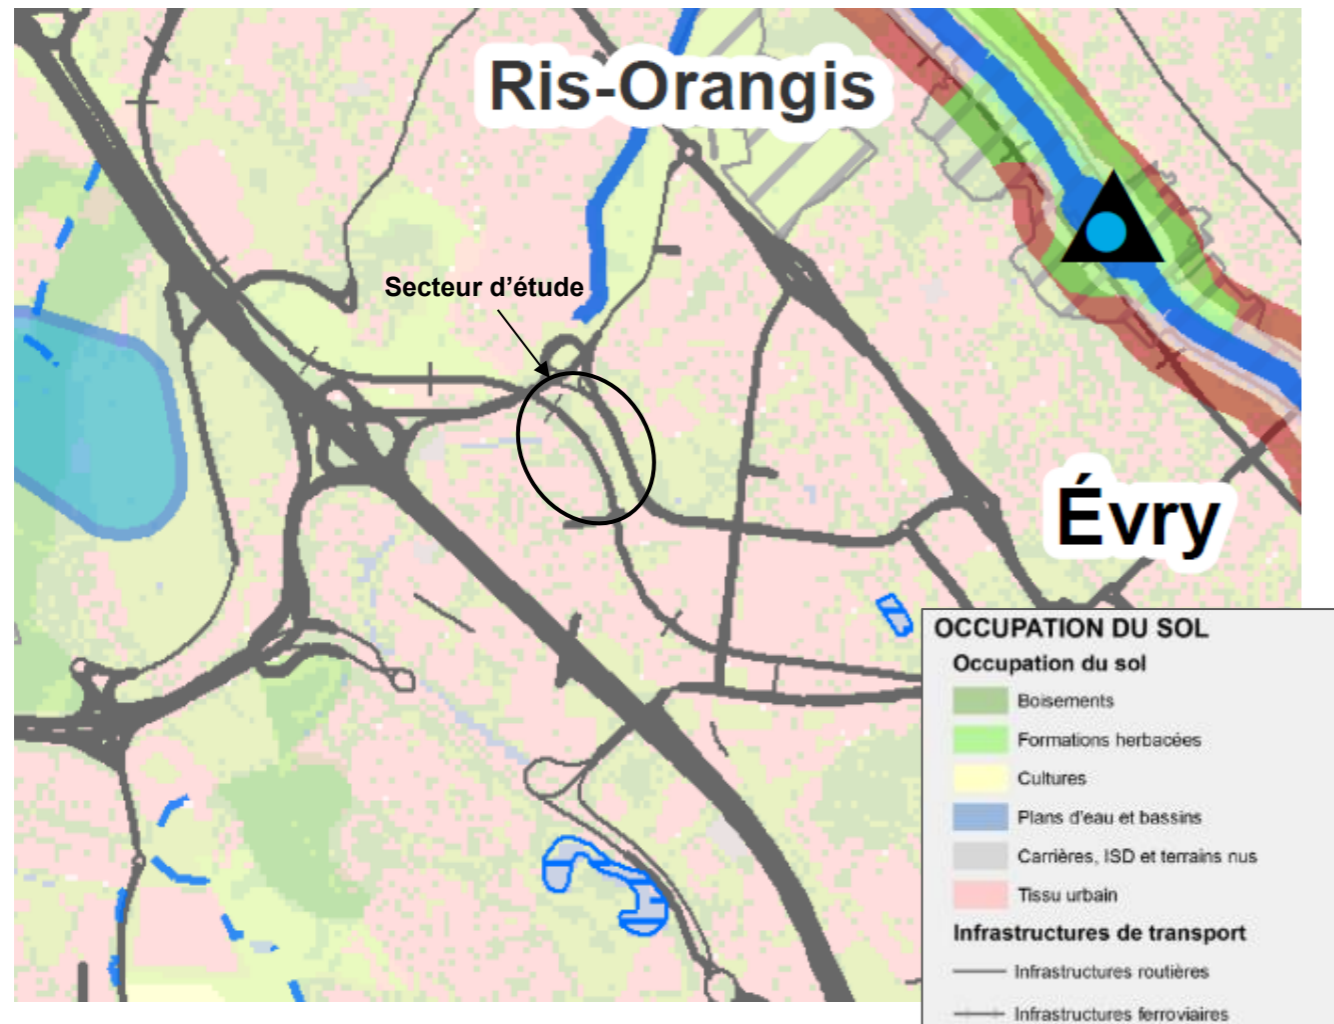 Ris-Orangis
Secteur d'étude
Évry
OCCUPATION DU SOL
Occupation du sol
Boisements
Formations herbacées
Cultures
Plans d'eau et bassins
Carrières, ISD et terrains nus
Tissu urbain
Infrastructures de transport
Infrastructures routières
Infrastructures ferroviaires